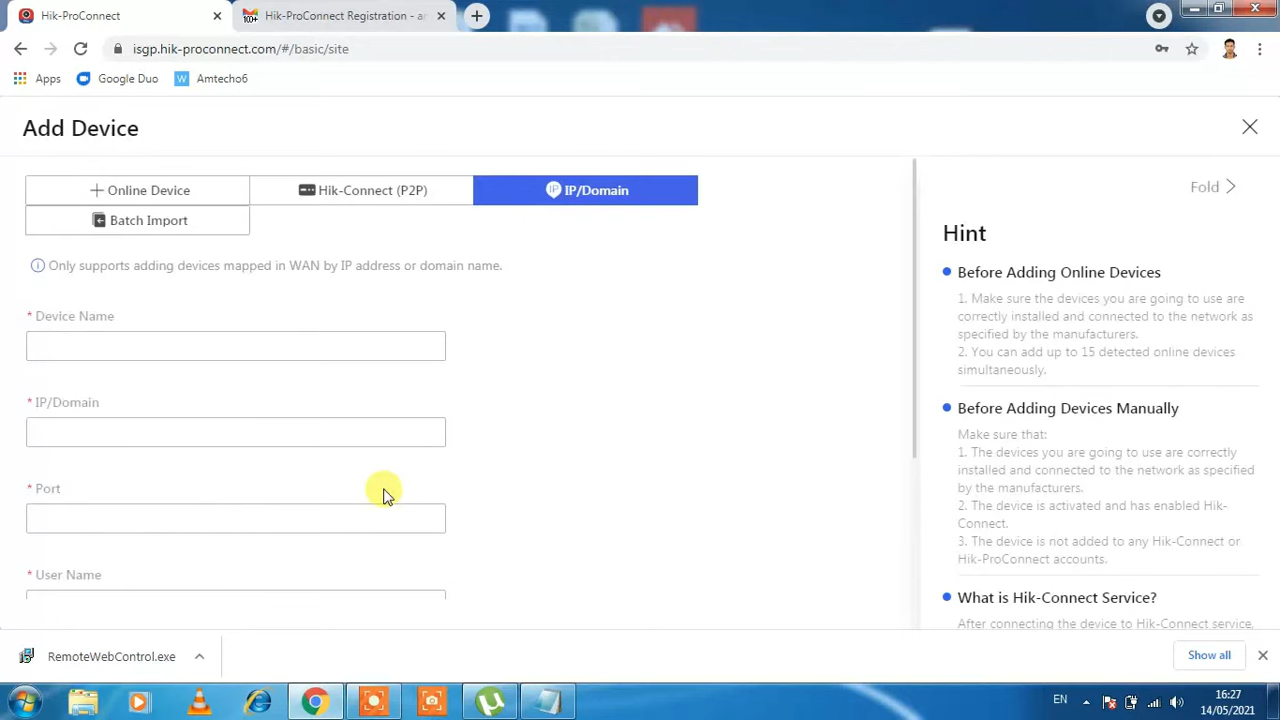 Hik-ProConnect
100+ Hik-ProConnect Registration - ar
isgp.hik-proconnect.com/#/basic/site
Apps
Google Duo
W Amtecho6
Add Device
Online Device
Hik-Connect (P2P)
IP IP/Domain
Batch Import
Only supports adding devices mapped in WAN by IP address or domain name.
* Device Name
* IP/Domain
* Port
* User Name
Fold
Hint
Before Adding Online Devices
1. Make sure the devices you are going to use are
correctly installed and connected to the network as
specified by the manufacturers.
2. You can add up to 15 detected online devices
simultaneously.
Before Adding Devices Manually
Make sure that:
1. The devices you are going to use are correctly
installed and connected to the network as specified
by the manufacturers.
2. The device is activated and has enabled Hik-
Connect.
3. The device is not added to any Hik-Connect or
Hik-ProConnect accounts.
What is Hik-Connect Service?
After connecting the device to Hik-Connect service,
RemoteWebControl.exe
Show all
EN
16:27
14/05/2021